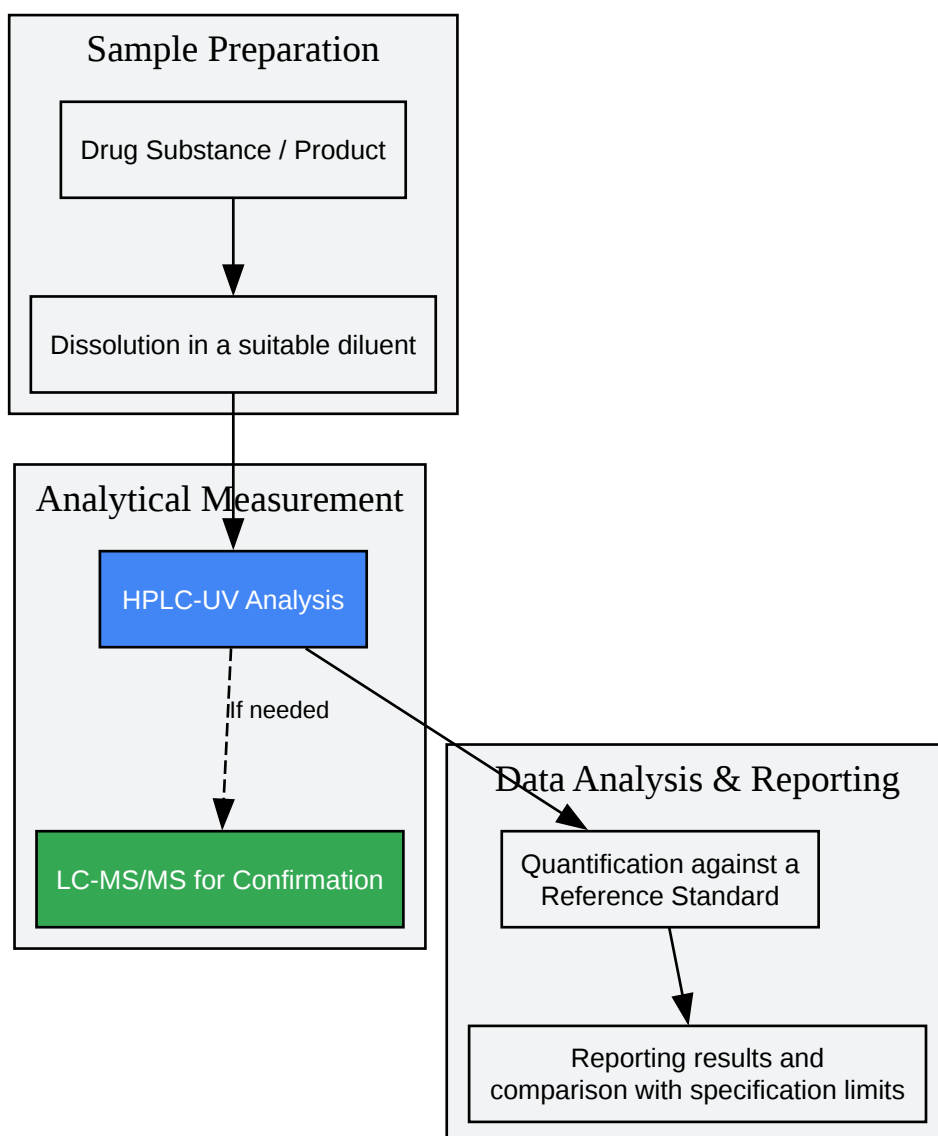 Sample Preparation
Drug Substance / Product
Dissolution in a suitable diluent
Analytical Measurement
HPLC-UV Analysis
If needed
LC-MS/MS for Confirmation
Data Analysis & Reporting
Quantification against a
Reference Standard
Reporting results and
comparison with specification limits